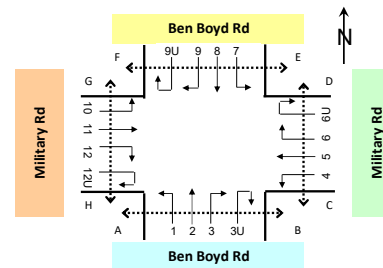 Ben Boyd Rd
N
F
9U
9
8
7
E
G
D
Military Rd
10
11
12
12U
6U
6
5
4
Military Rd
H
C
A
1
2
3
3U
B
Ben Boyd Rd